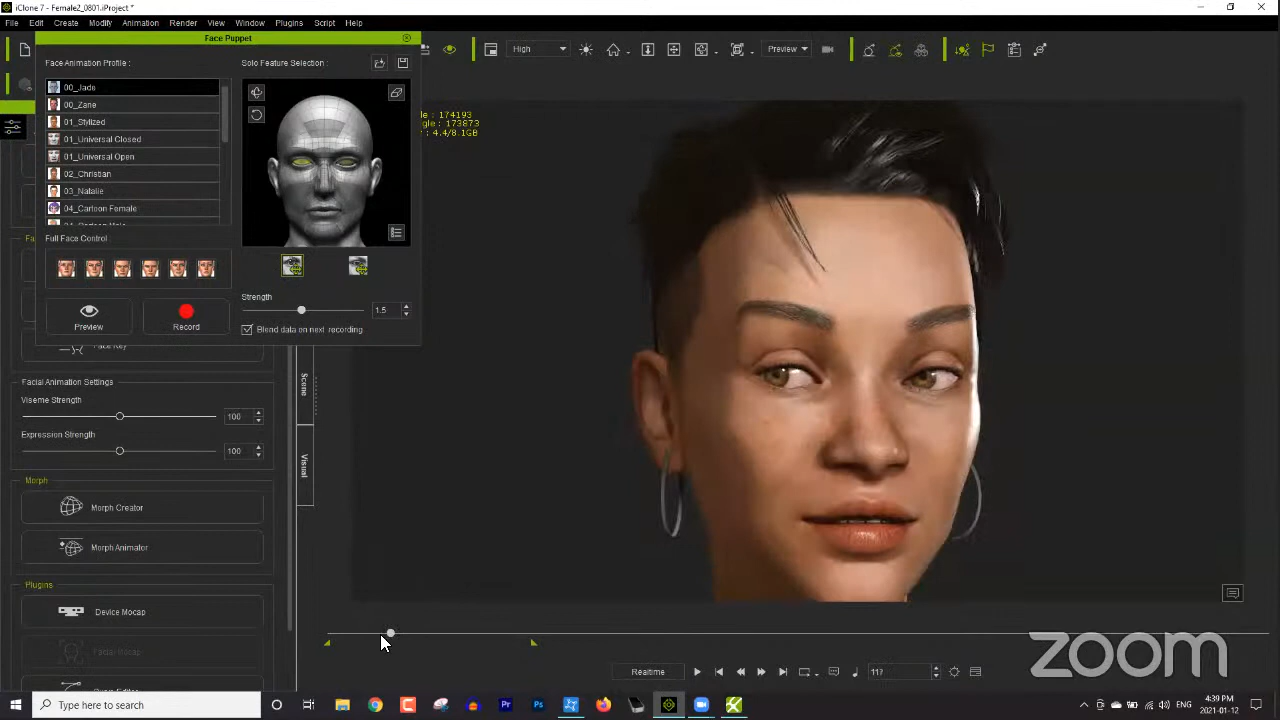 iClone 7 - Female2_0801.iProject *
File Edit Create Modify Animation Render View Window Plugins Script Help
Face Puppet
High
Preview
Face Animation Profile :
Solo Feature Selection :
00_Jade
00_Zane
01_Stylized
01_Universal Closed
01_Universal Open
02_Christian
03_Natalie
04_Cartoon Female
: 174193
: 173873
: 4.4/8.1GB
Full Face Control
Strength
1.5
Preview
Record
Blend data on next recording
Face Key
Facial Animation Settings
Viseme Strength
100
Expression Strength
100
Scene
Visual
Morph
Morph Creator
Morph Animator
Plugins
Device Mocap
Facial Mocap
Realtime
117
zoom
Type here to search
ENG
4:39 PM
2021-01-12